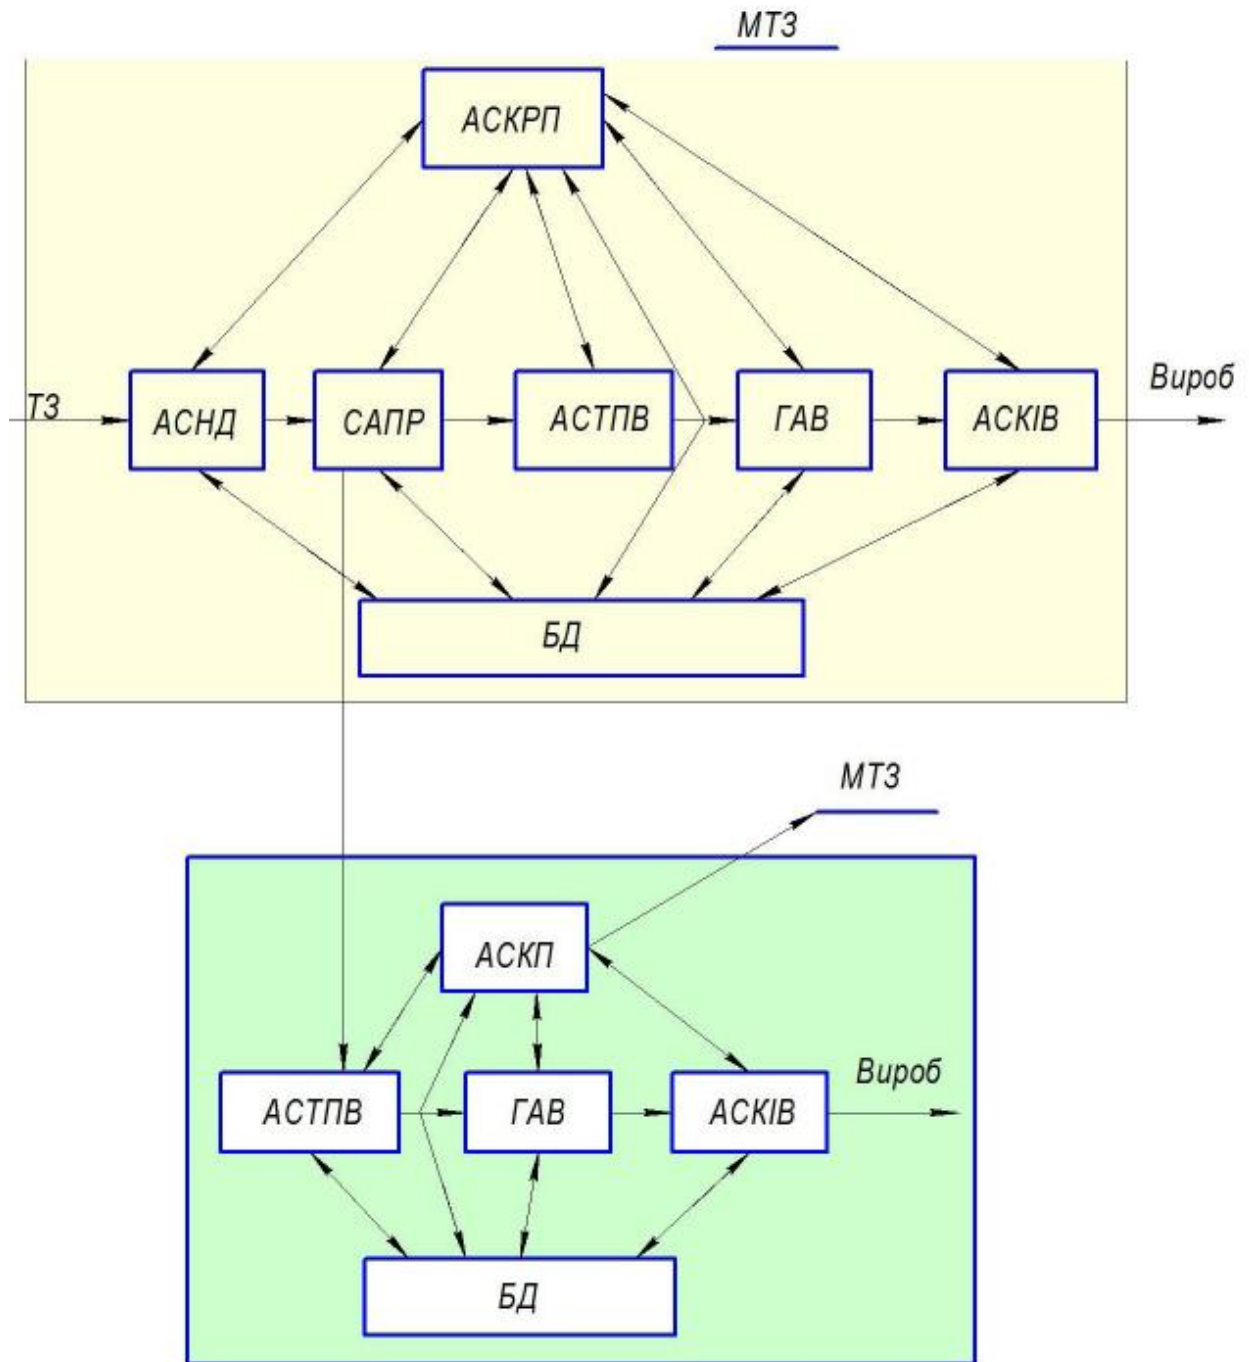 МТЗ
АСКРП
ТЗ
АСНД
САПР
АСТПВ
ГАВ
АСКІВ
Вироб
БД
МТЗ
АСКП
АСТПВ
ГАВ
АСКІВ
Вироб
БД